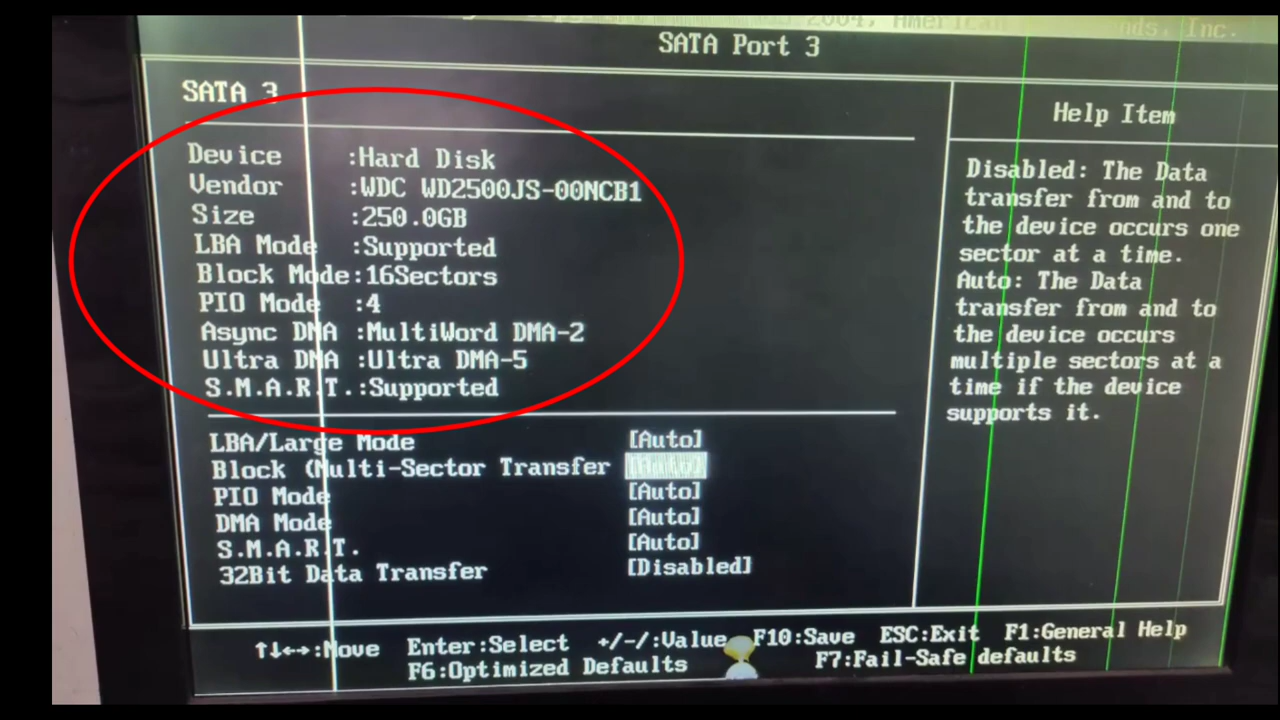 2004, American
nds, Inc.
SATA Port 3
SATA 3
Device :Hard Disk
Vendor :WDC WD2500JS-00NCB1
Size :250.0GB
LBA Mode :Supported
Block Mode:16Sectors
PIO Mode :4
Async DMA :MultiWord DMA-2
Ultra DMA :Ultra DMA-5
S.M.A.R.T.:Supported
LBA/Large Mode [Auto]
Block (Multi-Sector Transfer [Auto]
PIO Mode [Auto]
DMA Mode [Auto]
S.M.A.R.T. [Auto]
32Bit Data Transfer [Disabled]
Help Item
Disabled: The Data
transfer from and to
the device occurs one
sector at a time.
Auto: The Data
transfer from and to
the device occurs
multiple sectors at a
time if the device
supports it.
↑↓←→:Move Enter:Select +/-/:Value F10:Save ESC:Exit F1:General Help
F6:Optimized Defaults F7:Fail-Safe defaults